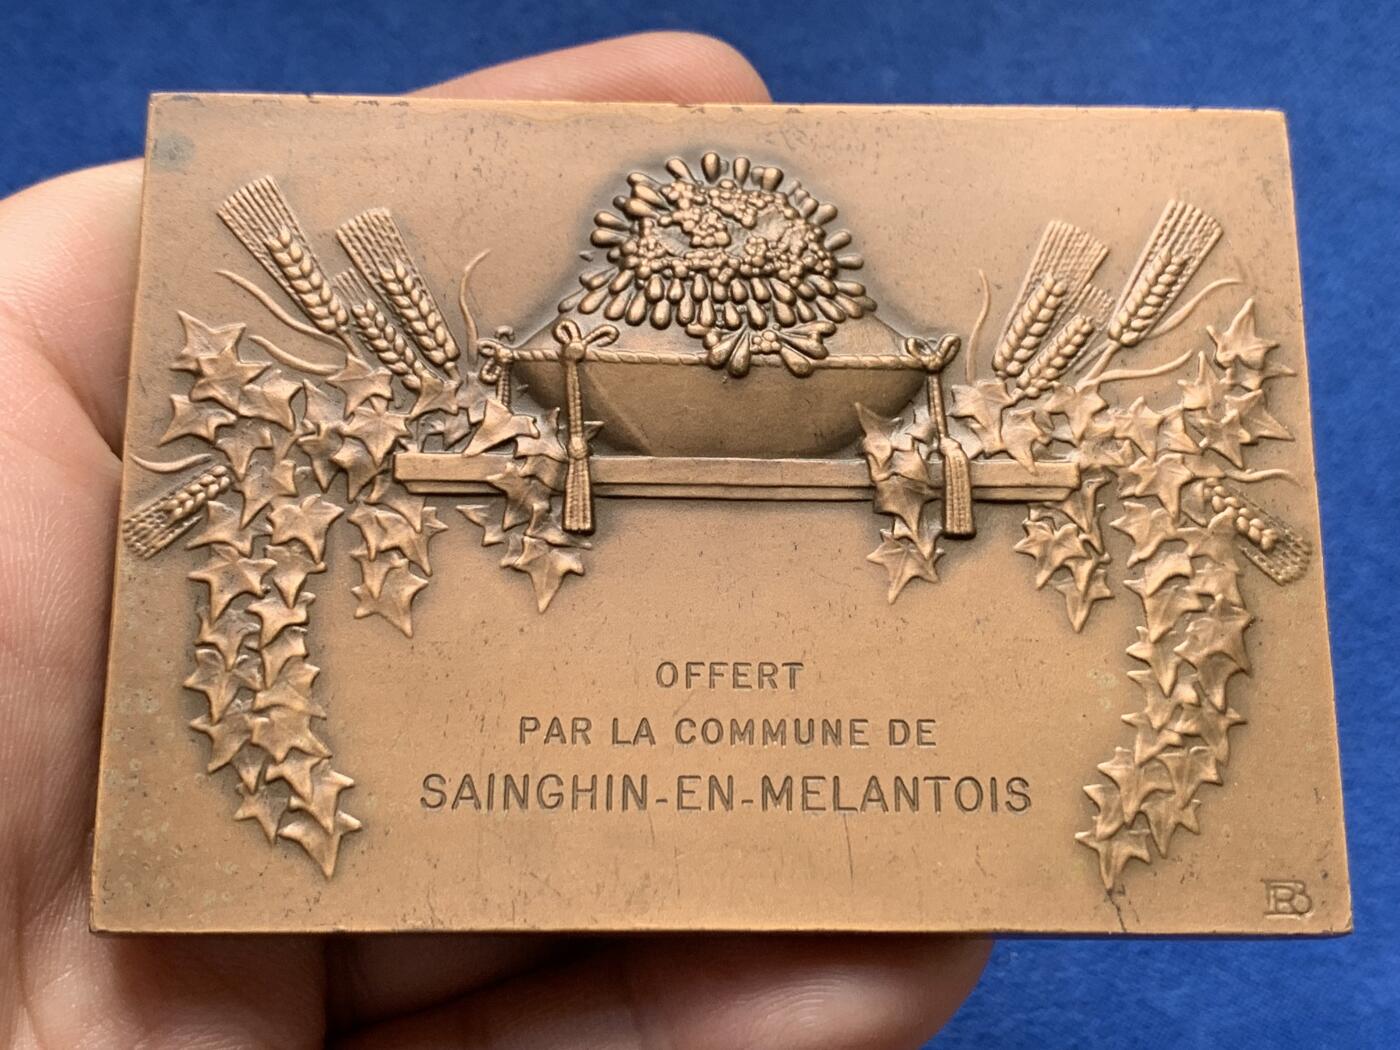 OFFERT
PAR LA COMMUNE DE
SAINGHIN-EN-MELANTOIS